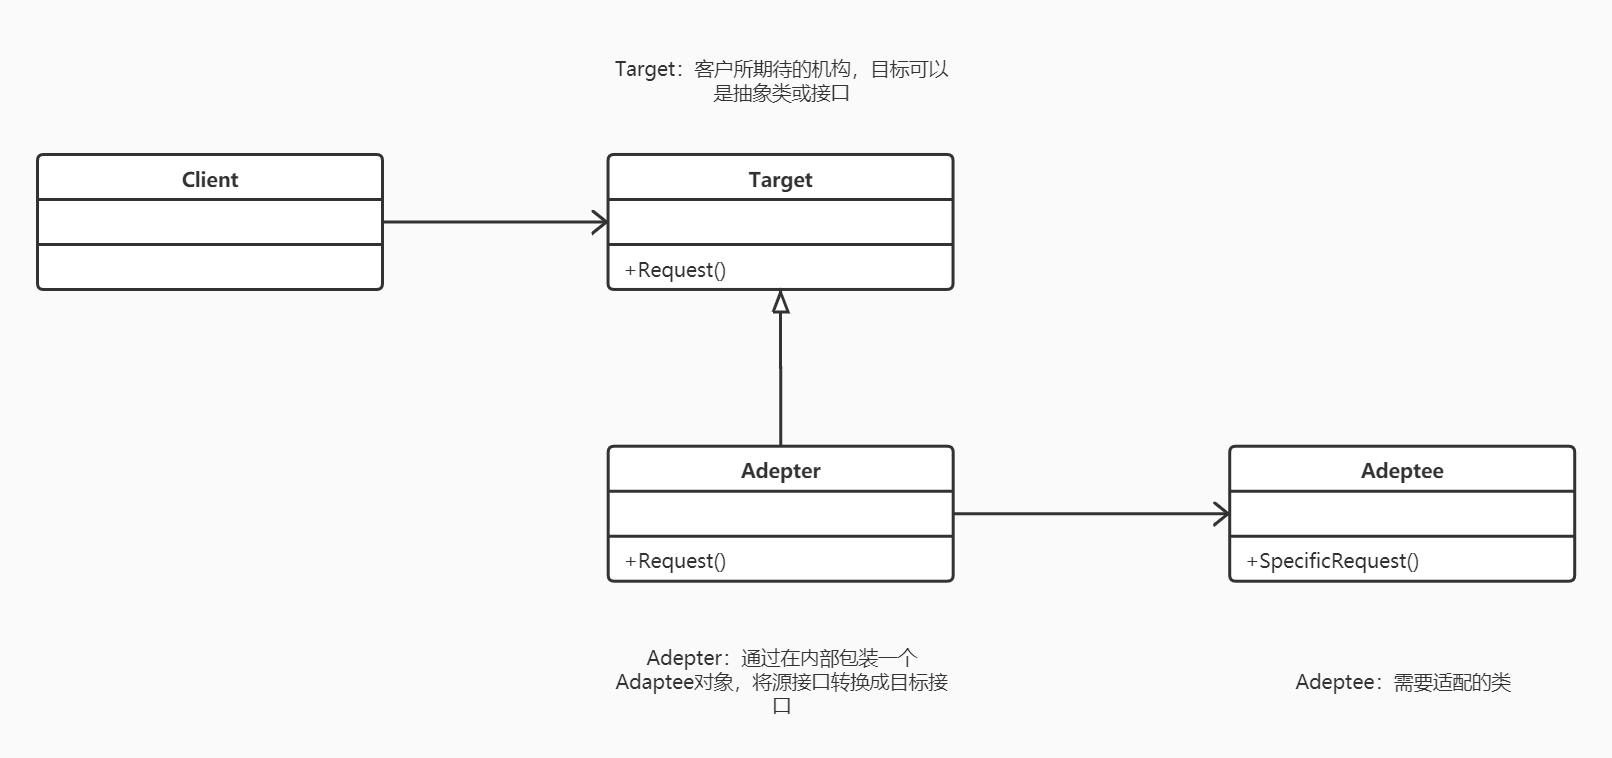 Target：客户所期待的机构，目标可以
是抽象类或接口
Client
Target
+Request()
Adepter
Adeptee
+Request()
+SpecificRequest()
Adepter：通过在内部包装一个
Adaptee对象，将源接口转换成目标接
口
Adeptee：需要适配的类